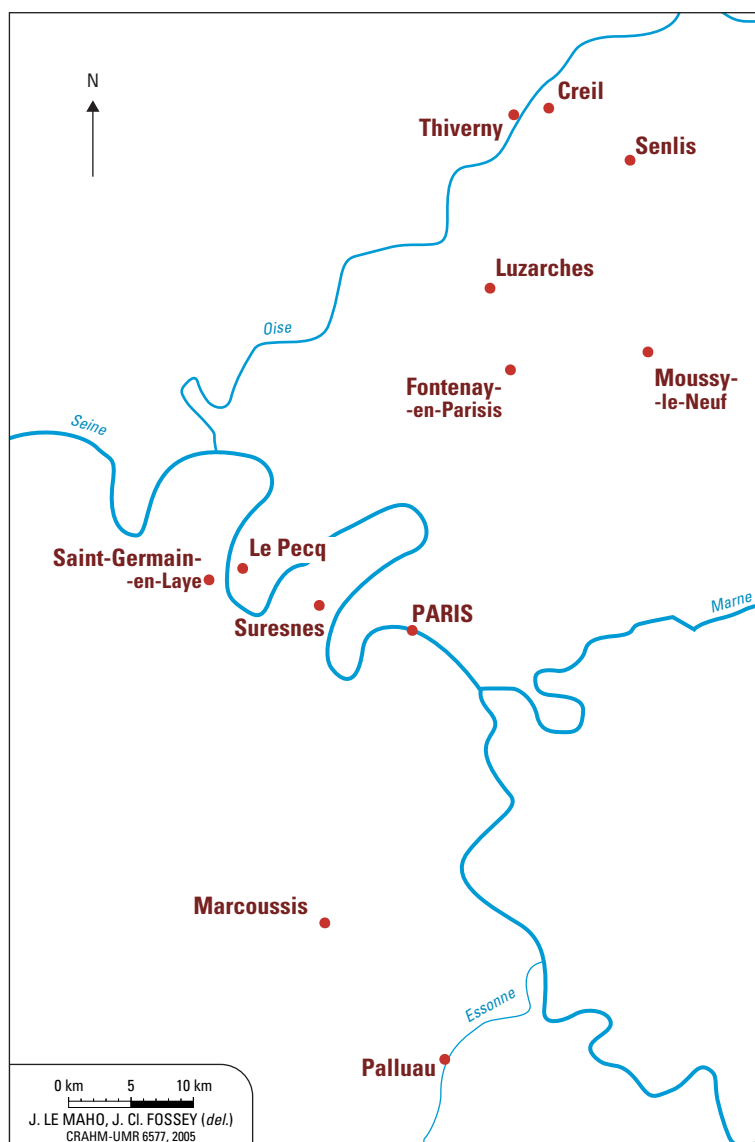 N
Creil
Thiverny
Senlis
Luzarches
Oise
Fontenay-
-en-Parisis
Moussy-
-le-Neuf
Seine
Saint-Germain-
-en-Laye
Le Pecq
Suresnes
PARIS
Marne
Marcoussis
Essonne
Palluau
0 km 5 10 km
J. LE MAHO, J. Cl. FOSSEY (del.)
CRAHM-UMR 6577, 2005